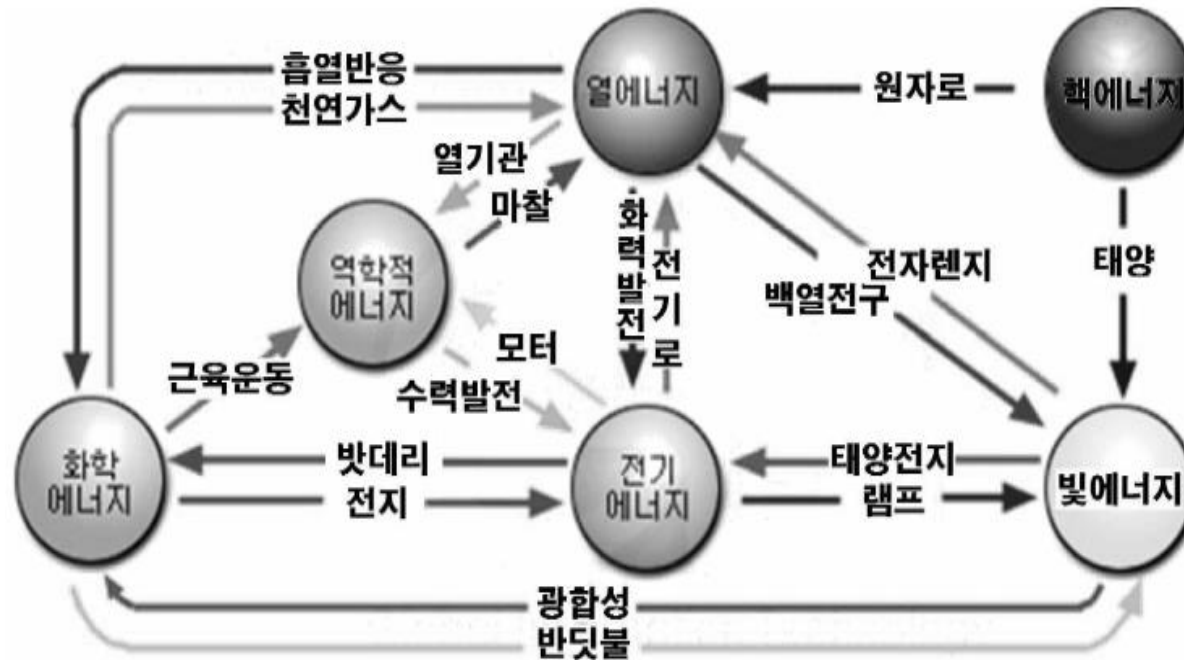 흡열반응
천연가스
열에너지
원자로
핵에너지
열기관
마찰
역학적
에너지
화력발전
전기로
전자렌지
백열전구
태양
근육운동
모터
수력발전
화학
에너지
밧데리
전지
전기
에너지
태양전지
램프
빛에너지
광합성
반딧불